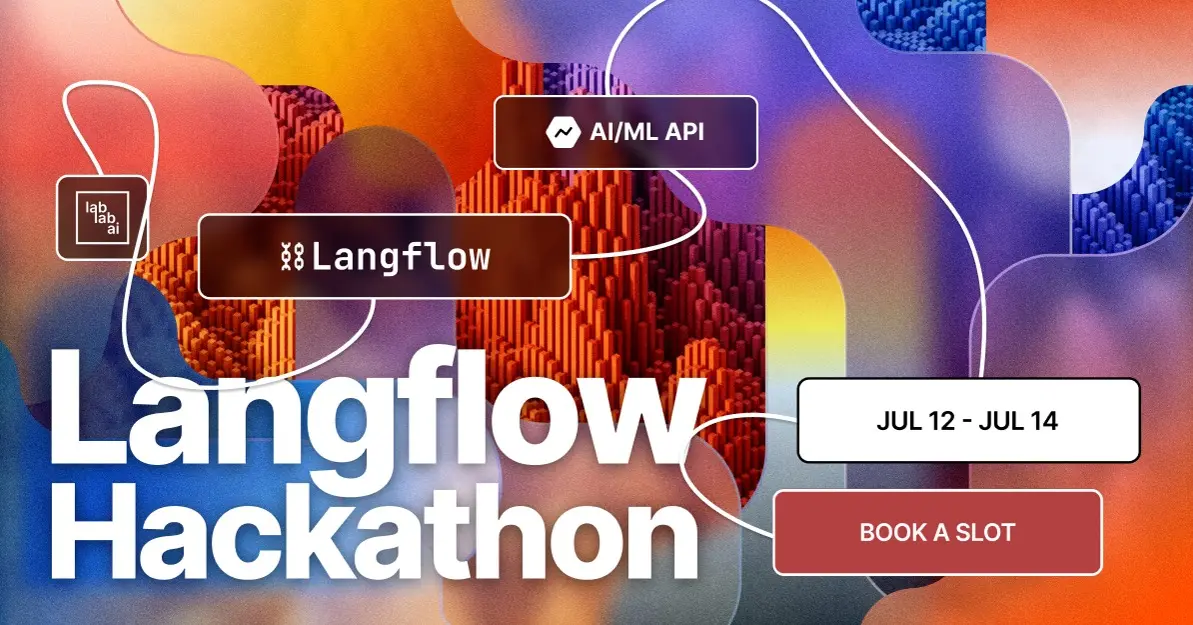 AI/ML API
lab
lab
ai
Langflow
Langflow
Hackathon
JUL 12 - JUL 14
BOOK A SLOT